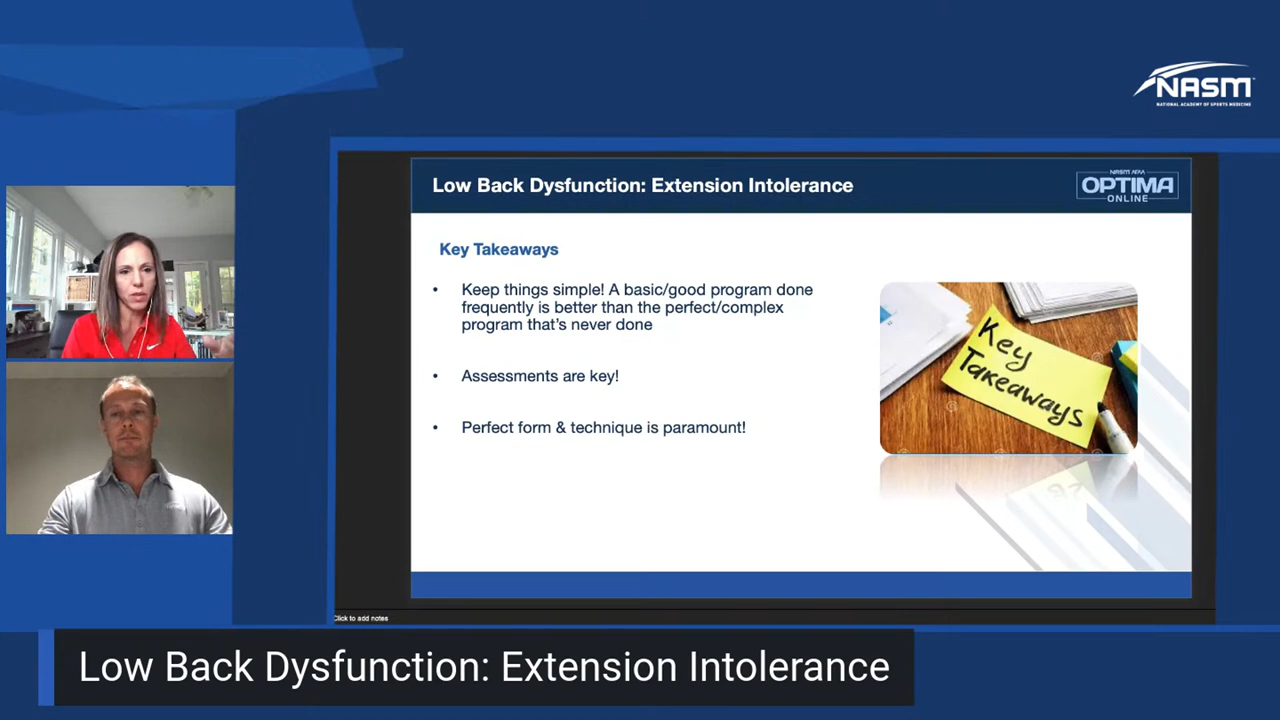 NASM
NATIONAL ACADEMY OF SPORTS MEDICINE
Low Back Dysfunction: Extension Intolerance
NASM AFAA
OPTIMA
ONLINE
Key Takeaways
• Keep things simple! A basic/good program done
frequently is better than the perfect/complex
program that's never done
• Assessments are key!
• Perfect form & technique is paramount!
Key
Takeaways
Click to add notes
Low Back Dysfunction: Extension Intolerance